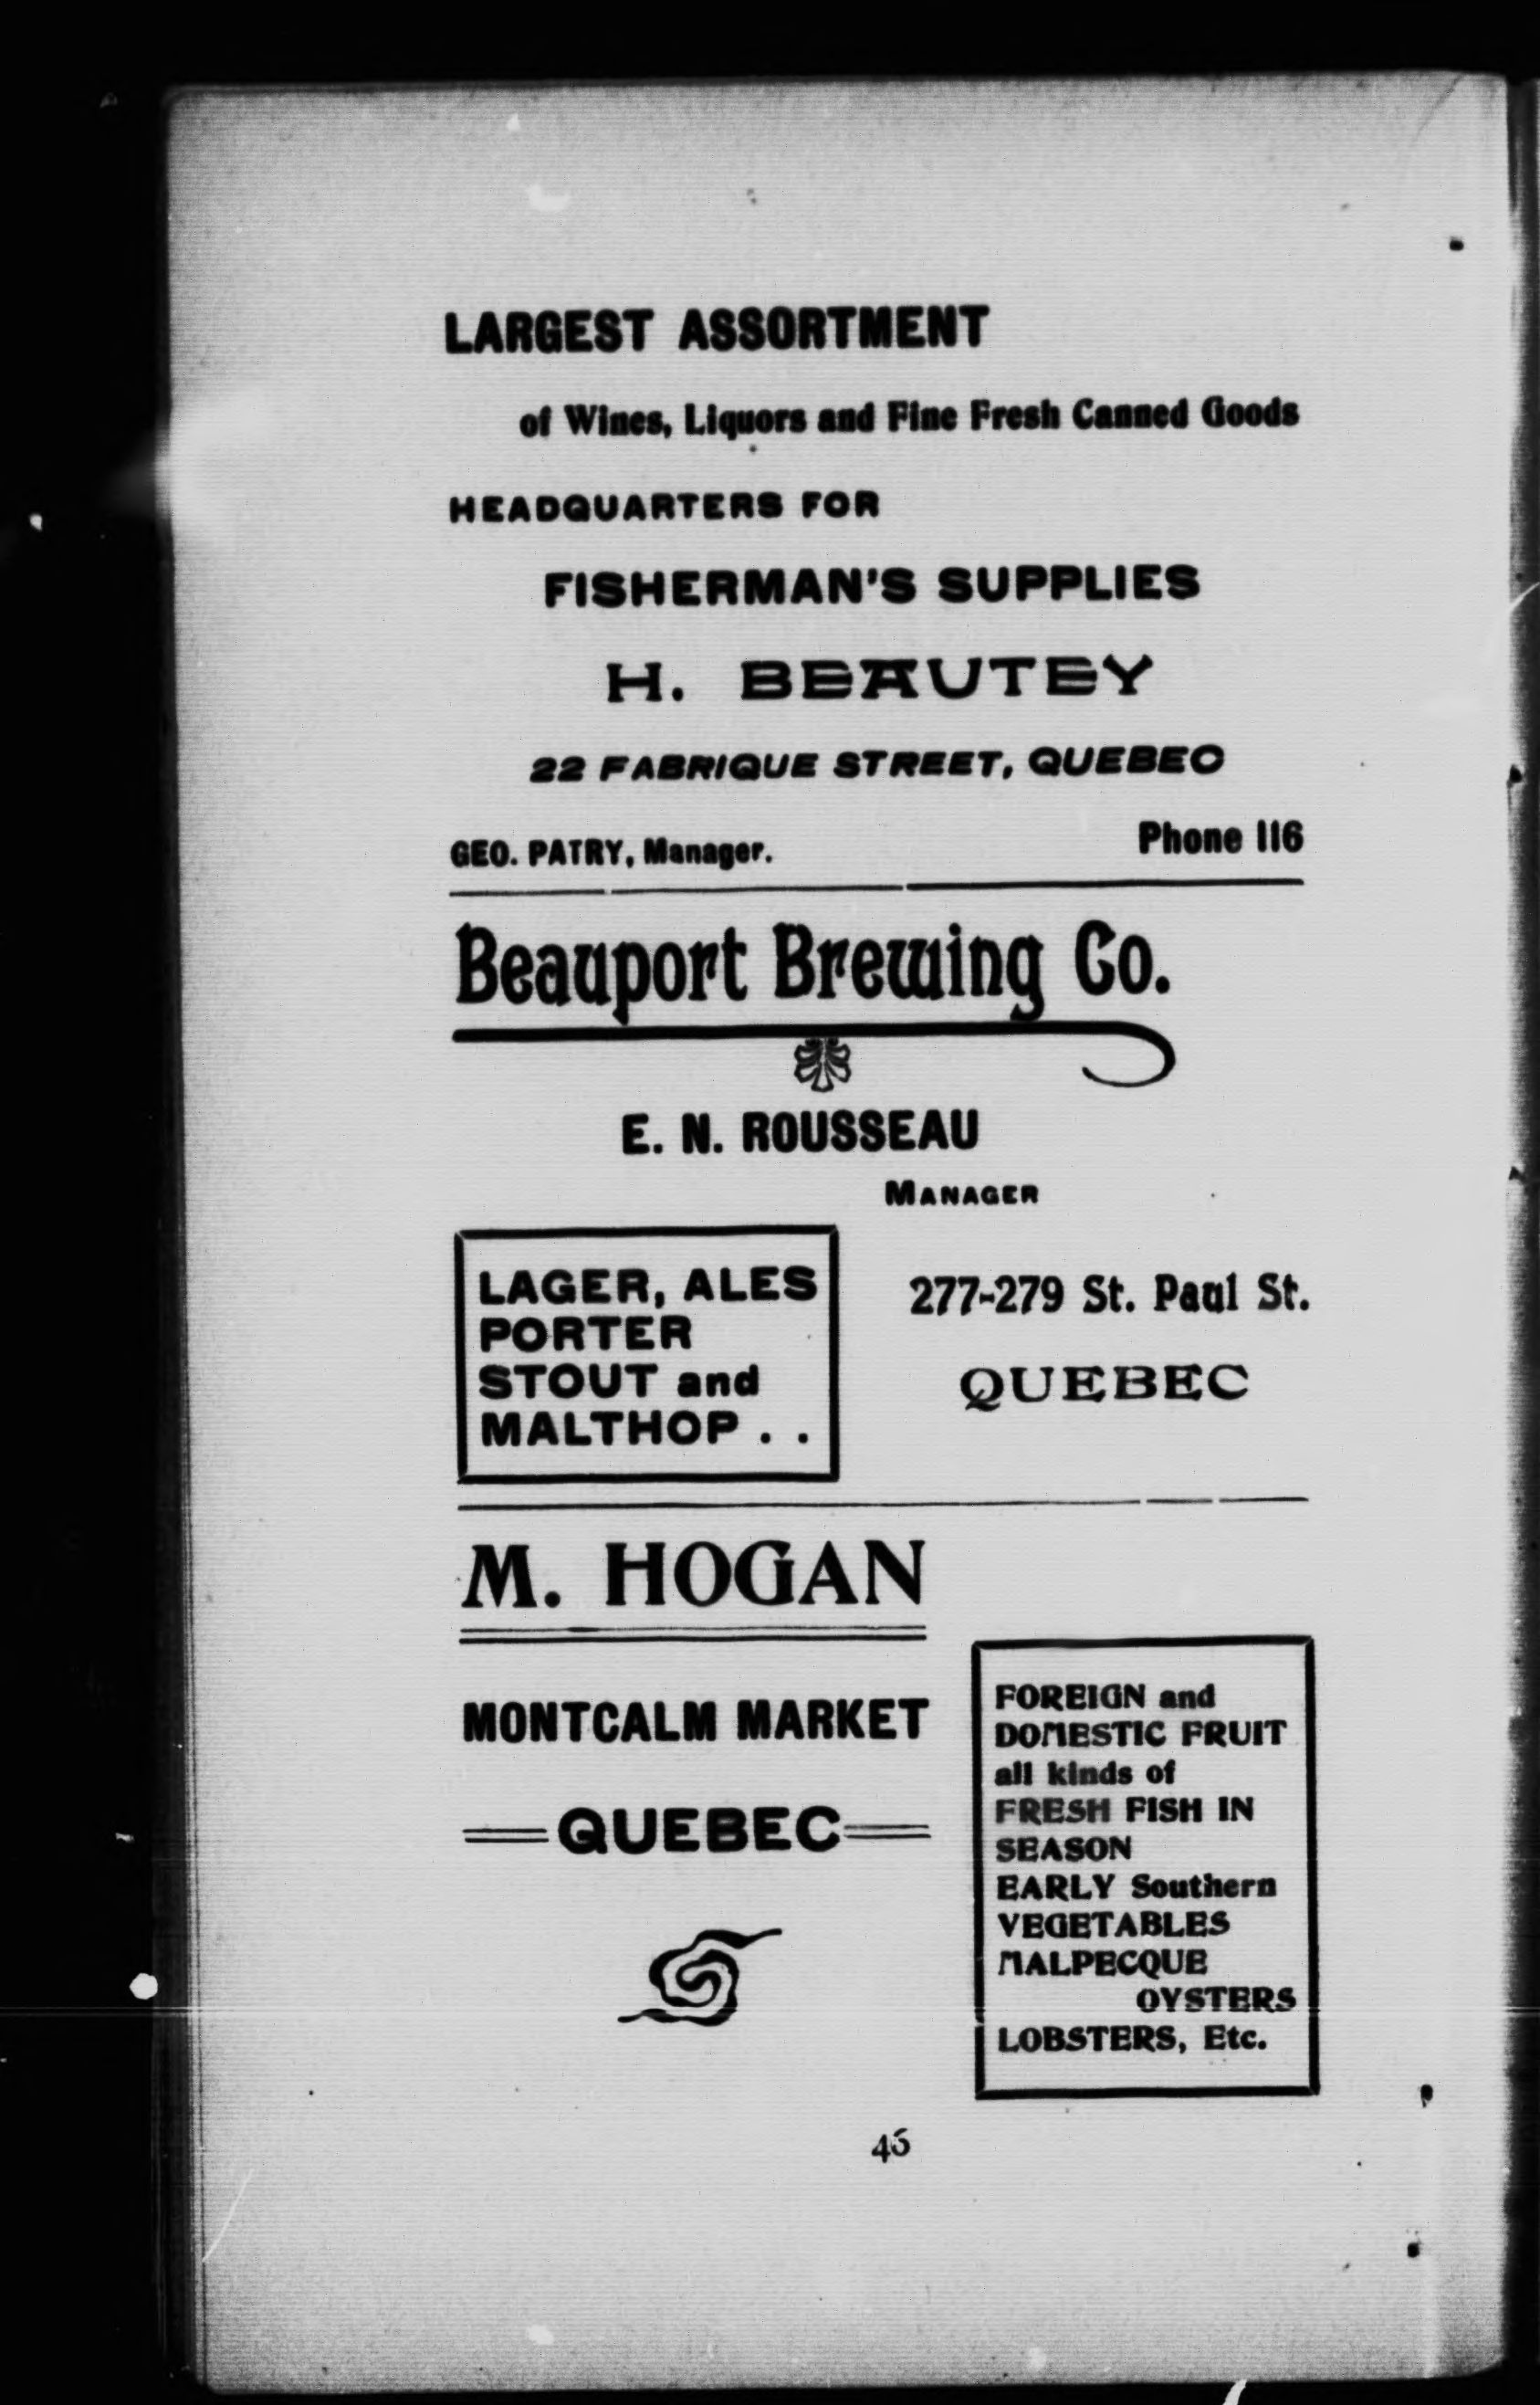 LARGEST ASSORTMENT
of Wines, Liquors and Fine Fresh Canned Goods
HEADQUARTERS FOR
FISHERMAN'S SUPPLIES
H. BEAUTEY
22 FABRIQUE STREET, QUEBEC
GEO. PATRY, Manager.
Phone 116
Beauport Brewing Co.
E. N. ROUSSEAU
MANAGER
LAGER, ALES
PORTER
STOUT and
MALTHOP . .
277-279 St. Paul St.
QUEBEC
M. HOGAN
MONTCALM MARKET
QUEBEC
FOREIGN and
DOMESTIC FRUIT
all kinds of
FRESH FISH IN
SEASON
EARLY Southern
VEGETABLES
MALPECQUE
OYSTERS
LOBSTERS, Etc.